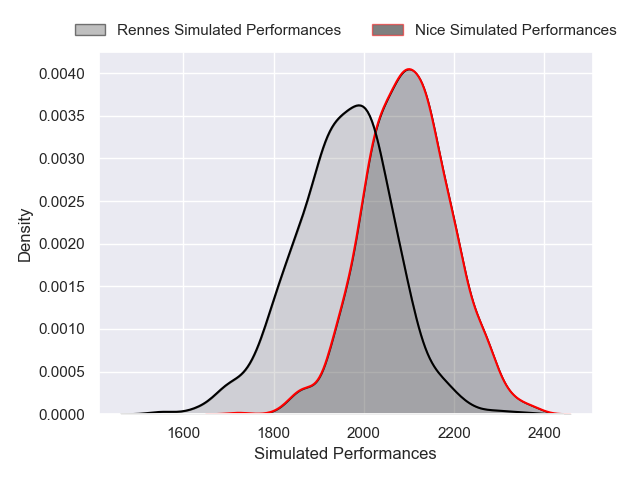 Rennes Simulated Performances Nice Simulated Performances
0.0040
0.0035
0.0030
0.0025
0.0020
0.0015
0.0010
0.0005
0.0000
Density
1600 1800 2000 2200 2400
Simulated Performances